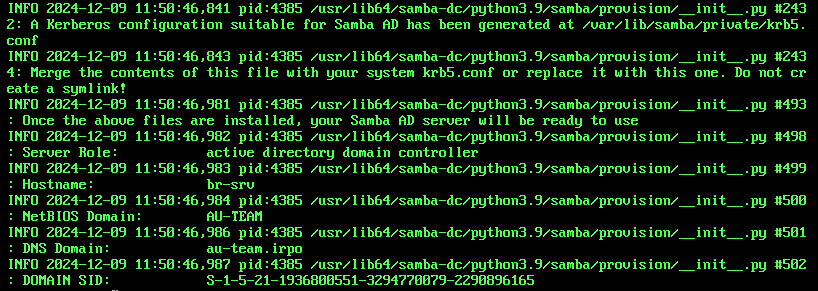 INFO 2024-12-09 11:50:46,841 pid:4385 /usr/lib64/samba-dc/python3.9/samba/provision/__init__.py #243
2: A Kerberos configuration suitable for Samba AD has been generated at /var/lib/samba/private/krb5.
conf
INFO 2024-12-09 11:50:46,843 pid:4385 /usr/lib64/samba-dc/python3.9/samba/provision/__init__.py #243
4: Merge the contents of this file with your system krb5.conf or replace it with this one. Do not cr
eate a symlink!
INFO 2024-12-09 11:50:46,981 pid:4385 /usr/lib64/samba-dc/python3.9/samba/provision/__init__.py #493
: Once the above files are installed, your Samba AD server will be ready to use
INFO 2024-12-09 11:50:46,982 pid:4385 /usr/lib64/samba-dc/python3.9/samba/provision/__init__.py #498
: Server Role:           active directory domain controller
INFO 2024-12-09 11:50:46,983 pid:4385 /usr/lib64/samba-dc/python3.9/samba/provision/__init__.py #499
: Hostname:              br-srv
INFO 2024-12-09 11:50:46,984 pid:4385 /usr/lib64/samba-dc/python3.9/samba/provision/__init__.py #500
: NetBIOS Domain:        AU-TEAM
INFO 2024-12-09 11:50:46,986 pid:4385 /usr/lib64/samba-dc/python3.9/samba/provision/__init__.py #501
: DNS Domain:            au-team.irpo
INFO 2024-12-09 11:50:46,987 pid:4385 /usr/lib64/samba-dc/python3.9/samba/provision/__init__.py #502
: DOMAIN SID:            S-1-5-21-1936800551-3294770079-2290896165